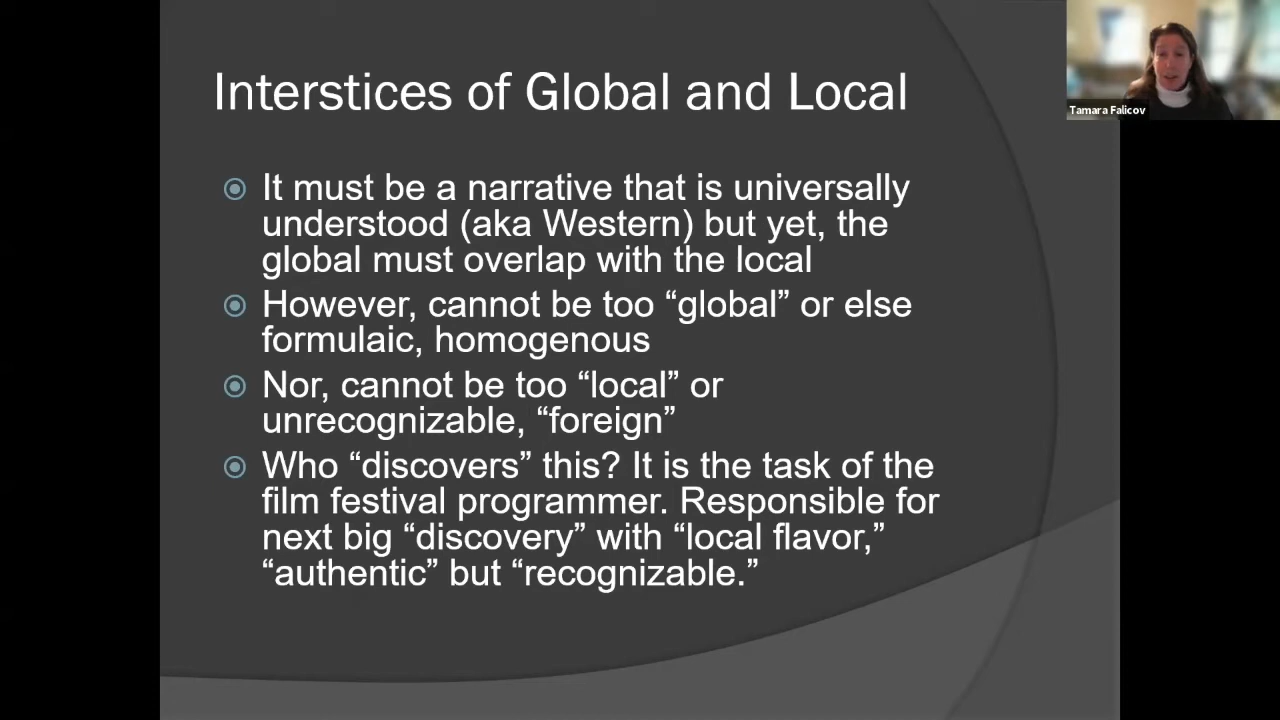 Interstices of Global and Local
It must be a narrative that is universally
understood (aka Western) but yet, the
global must overlap with the local
However, cannot be too “global” or else
formulaic, homogenous
Nor, cannot be too “local” or
unrecognizable, “foreign”
Who “discovers” this? It is the task of the
film festival programmer. Responsible for
next big “discovery” with “local flavor,”
“authentic” but “recognizable.”
Tamara Falicov